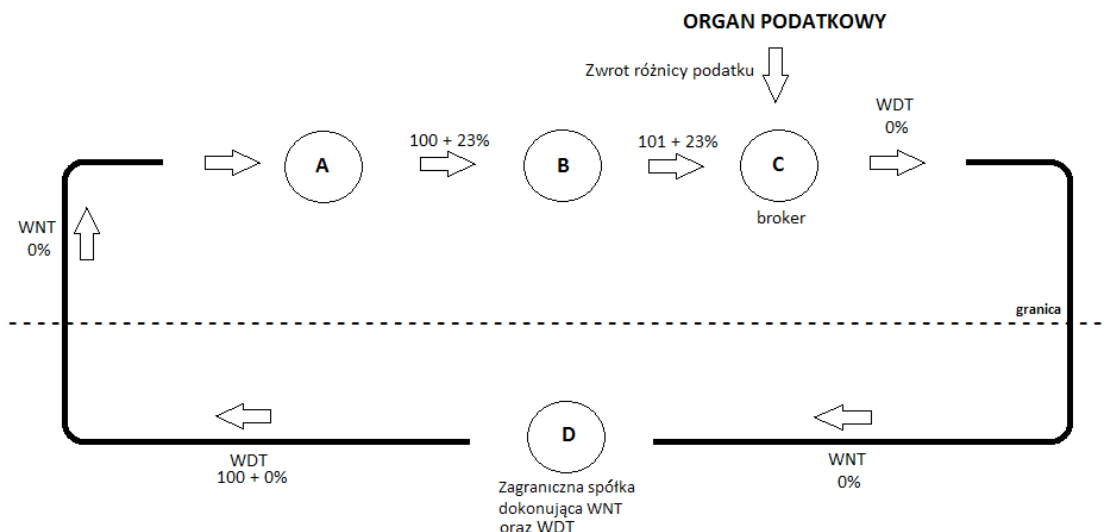 ORGAN PODATKOWY
Zwrot różnicy podatku
WDT
0%
100 + 23%
101 + 23%
A
B
C
broker
WNT
0%
granica
D
WDT
100 + 0%
WNT
0%
Zagraniczna spółka
dokonująca WNT
oraz WDT